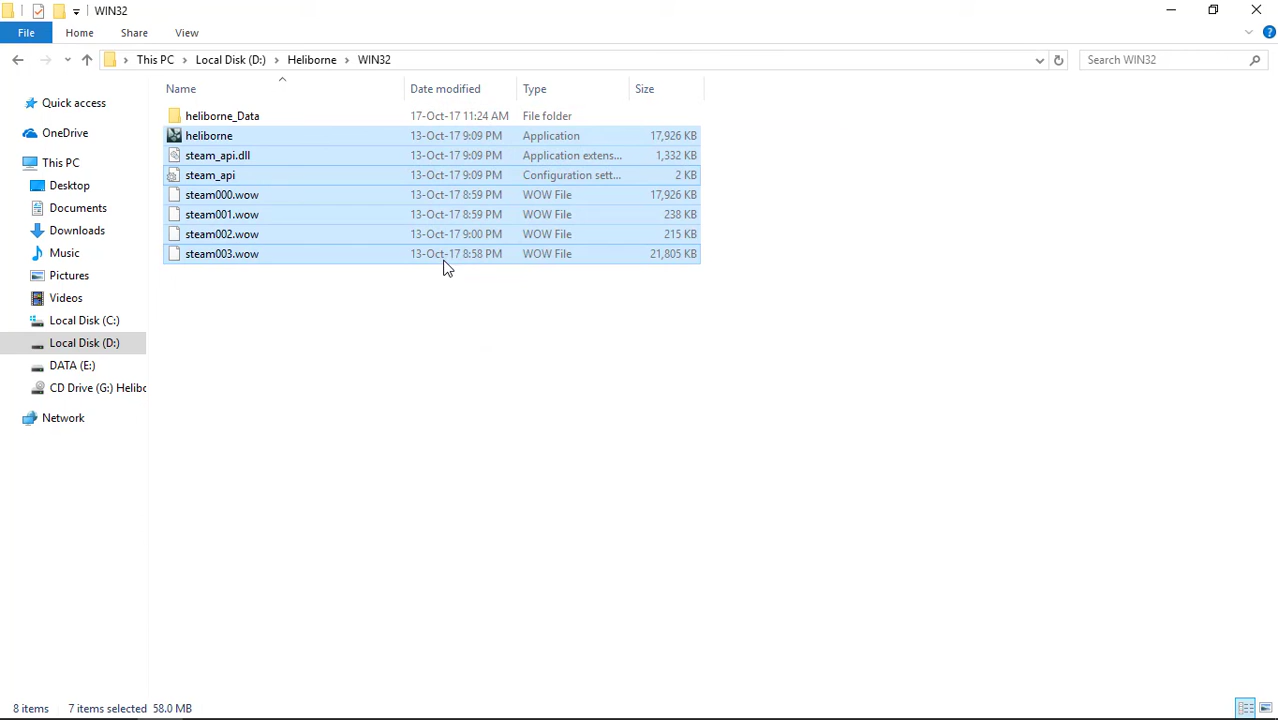 WIN32
File Home Share View
This PC Local Disk (D:) Heliborne WIN32 Search WIN32
Name Date modified Type Size
Quick access
OneDrive
This PC
Desktop
Documents
Downloads
Music
Pictures
Videos
Local Disk (C:)
Local Disk (D:)
DATA (E:)
CD Drive (G:) Helibo
Network
heliborne_Data 17-Oct-17 11:24 AM File folder
heliborne 13-Oct-17 9:09 PM Application 17,926 KB
steam_api.dll 13-Oct-17 9:09 PM Application extens... 1,332 KB
steam_api 13-Oct-17 9:09 PM Configuration sett... 2 KB
steam000.wow 13-Oct-17 8:59 PM WOW File 17,926 KB
steam001.wow 13-Oct-17 8:59 PM WOW File 238 KB
steam002.wow 13-Oct-17 9:00 PM WOW File 215 KB
steam003.wow 13-Oct-17 8:58 PM WOW File 21,805 KB
8 items 7 items selected 58.0 MB